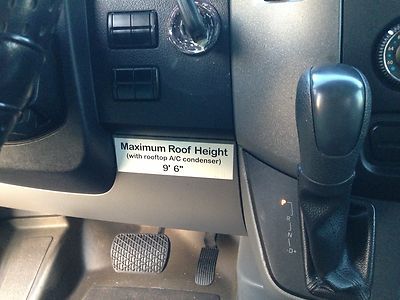 Maximum Roof Height
(with rooftop A/C condenser)
9' 6"
P
R
N
D